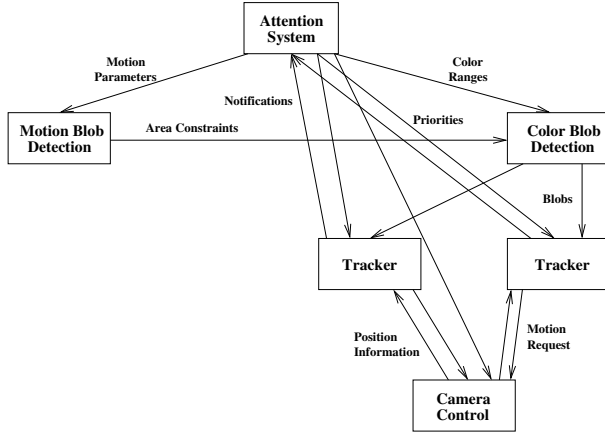 Attention
System
Motion
Parameters
Color
Ranges
Notifications
Priorities
Motion Blob
Detection
Area Constraints
Color Blob
Detection
Blobs
Tracker
Tracker
Position
Information
Motion
Request
Camera
Control